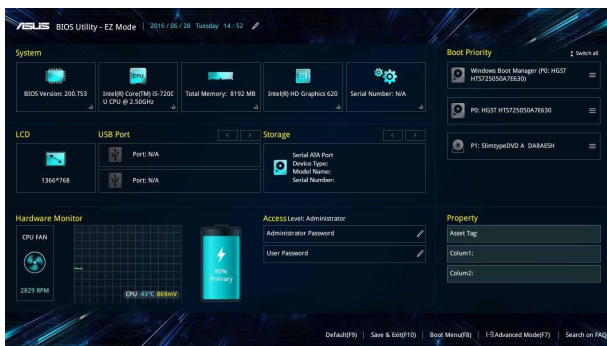 ASUS BIOS Utility - EZ Mode 2016 / 06 / 28 Tuesday 14 : 52
System
BIOS Version: 200.T53
CPU
Intel(R) Core(TM) i5-7200
U CPU @ 2.50GHz
Total Memory: 8192 MB
Intel(R) HD Graphics 620
Serial Number: N/A
Boot Priority
Switch all
Windows Boot Manager (P0: HGST
HTS725050A7E630)
P0: HGST HTS725050A7E630
P1: SlimtypeDVD A DA8AESH
LCD
1366*768
USB Port
Port: N/A
Port: N/A
Storage
Serial ATA Port
Device Type:
Model Name:
Serial Number:
Hardware Monitor
CPU FAN
2829 RPM
CPU 43°C 869mV
90%
Primary
Access Level: Administrator
Administrator Password
User Password
Property
Asset Tag:
Colum1:
Colum2:
Default(F9) Save & Exit(F10) Boot Menu(F8) Advanced Mode(F7) Search on FAQ